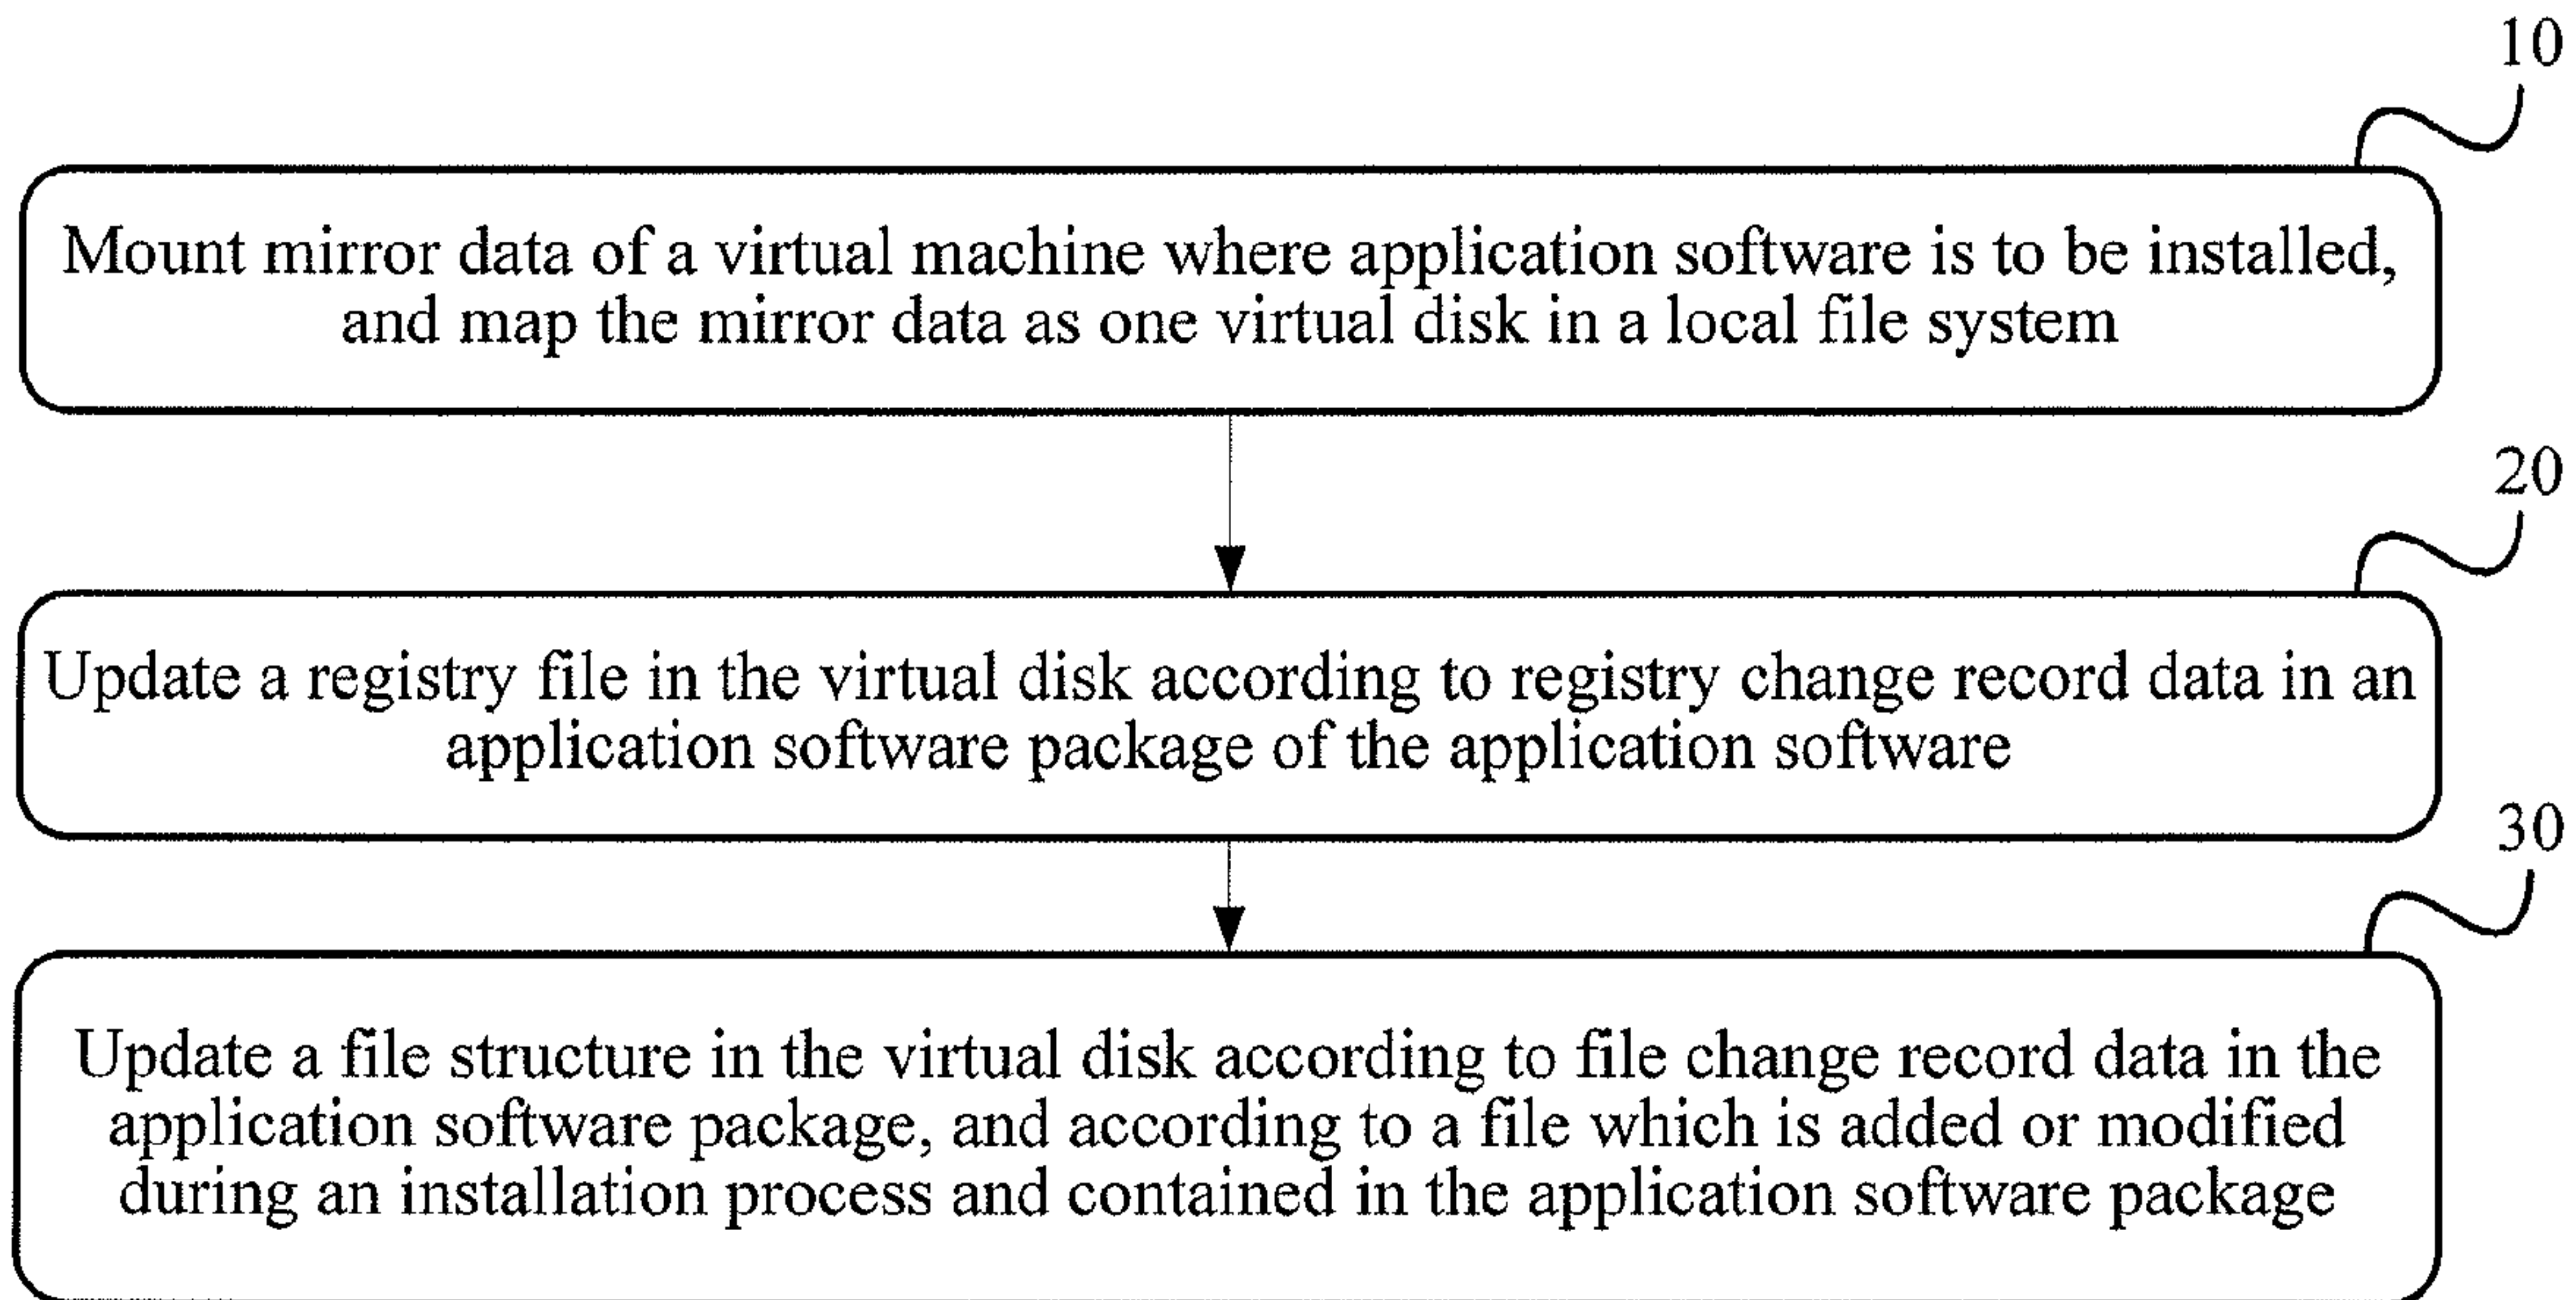 10
Mount mirror data of a virtual machine where application software is to be installed,
and map the mirror data as one virtual disk in a local file system
20
Update a registry file in the virtual disk according to registry change record data in an
application software package of the application software
30
Update a file structure in the virtual disk according to file change record data in the
application software package, and according to a file which is added or modified
during an installation process and contained in the application software package